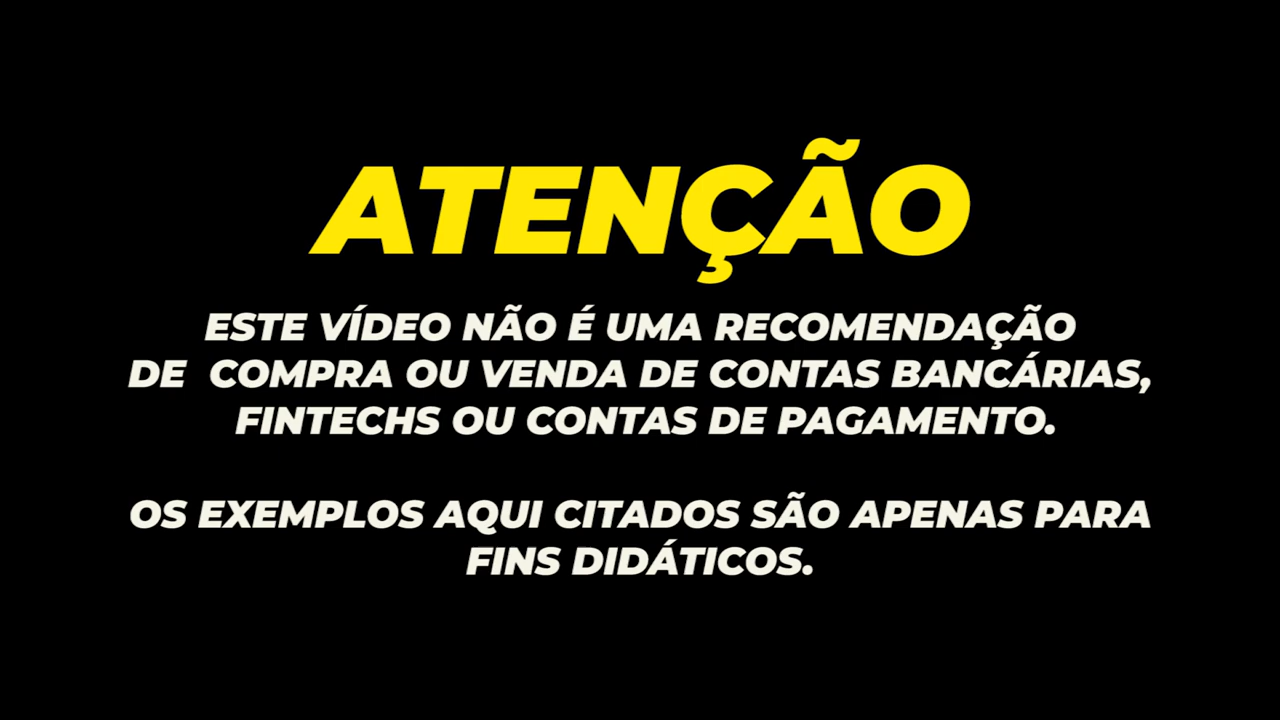 ATENÇÃO
ESTE VÍDEO NÃO É UMA RECOMENDAÇÃO
DE COMPRA OU VENDA DE CONTAS BANCÁRIAS,
FINTECHS OU CONTAS DE PAGAMENTO.
OS EXEMPLOS AQUI CITADOS SÃO APENAS PARA
FINS DIDÁTICOS.